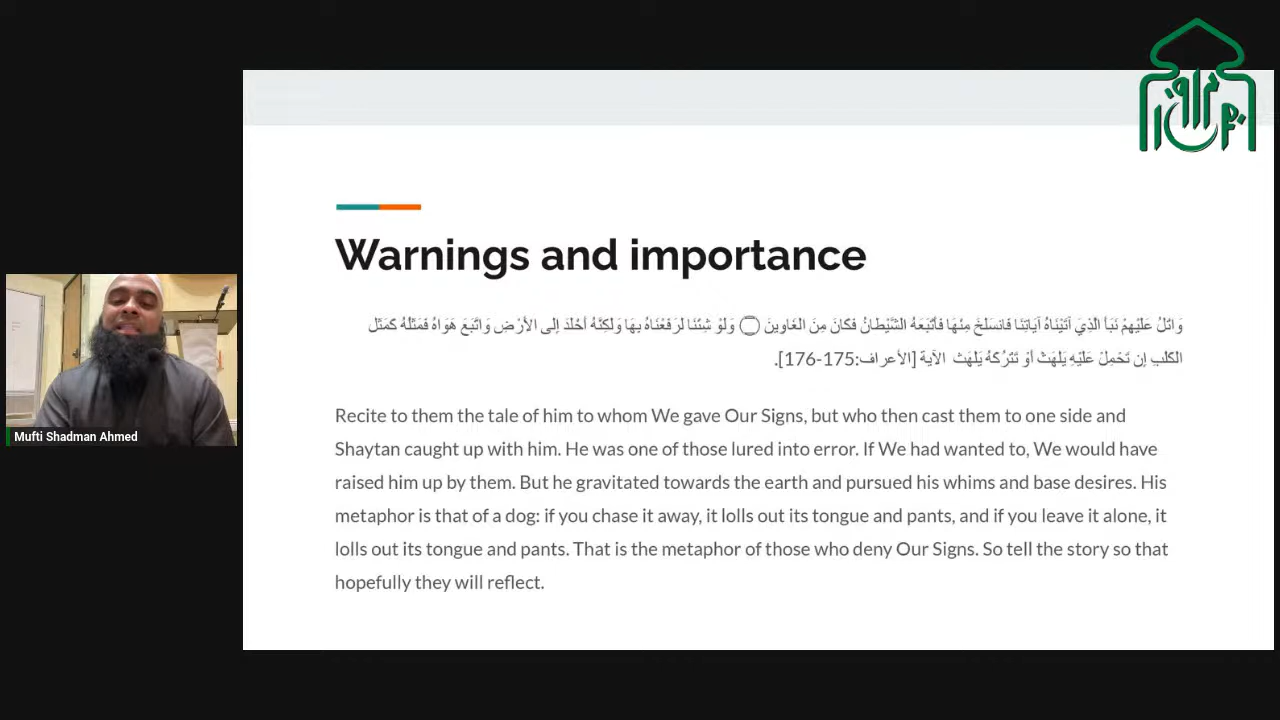 Warnings and importance
وَاتْلُ عَلَيْهِمْ نَبَأَ الَّذِيَ آتَيْنَاهُ آيَاتِنَا فَانسَلَخَ مِنْهَا فَأَتْبَعَهُ الشَّيْطَانُ فَكَانَ مِنَ الْغَاوِينَ ۝ وَلَوْ شِئْنَا لَرَفَعْنَاهُ بِهَا وَلَكِنَّهُ أَخْلَدَ إِلَى الأَرْضِ وَاتَّبَعَ هَوَاهُ فَمَثَلُهُ كَمَثَلِ
الْكَلْبِ إِن تَحْمِلْ عَلَيْهِ يَلْهَثْ أَوْ تَتْرُكْهُ يَلْهَث الآية [الأعراف:175-176].
Recite to them the tale of him to whom We gave Our Signs, but who then cast them to one side and
Shaytan caught up with him. He was one of those lured into error. If We had wanted to, We would have
raised him up by them. But he gravitated towards the earth and pursued his whims and base desires. His
metaphor is that of a dog: if you chase it away, it lolls out its tongue and pants, and if you leave it alone, it
lolls out its tongue and pants. That is the metaphor of those who deny Our Signs. So tell the story so that
hopefully they will reflect.
Mufti Shadman Ahmed